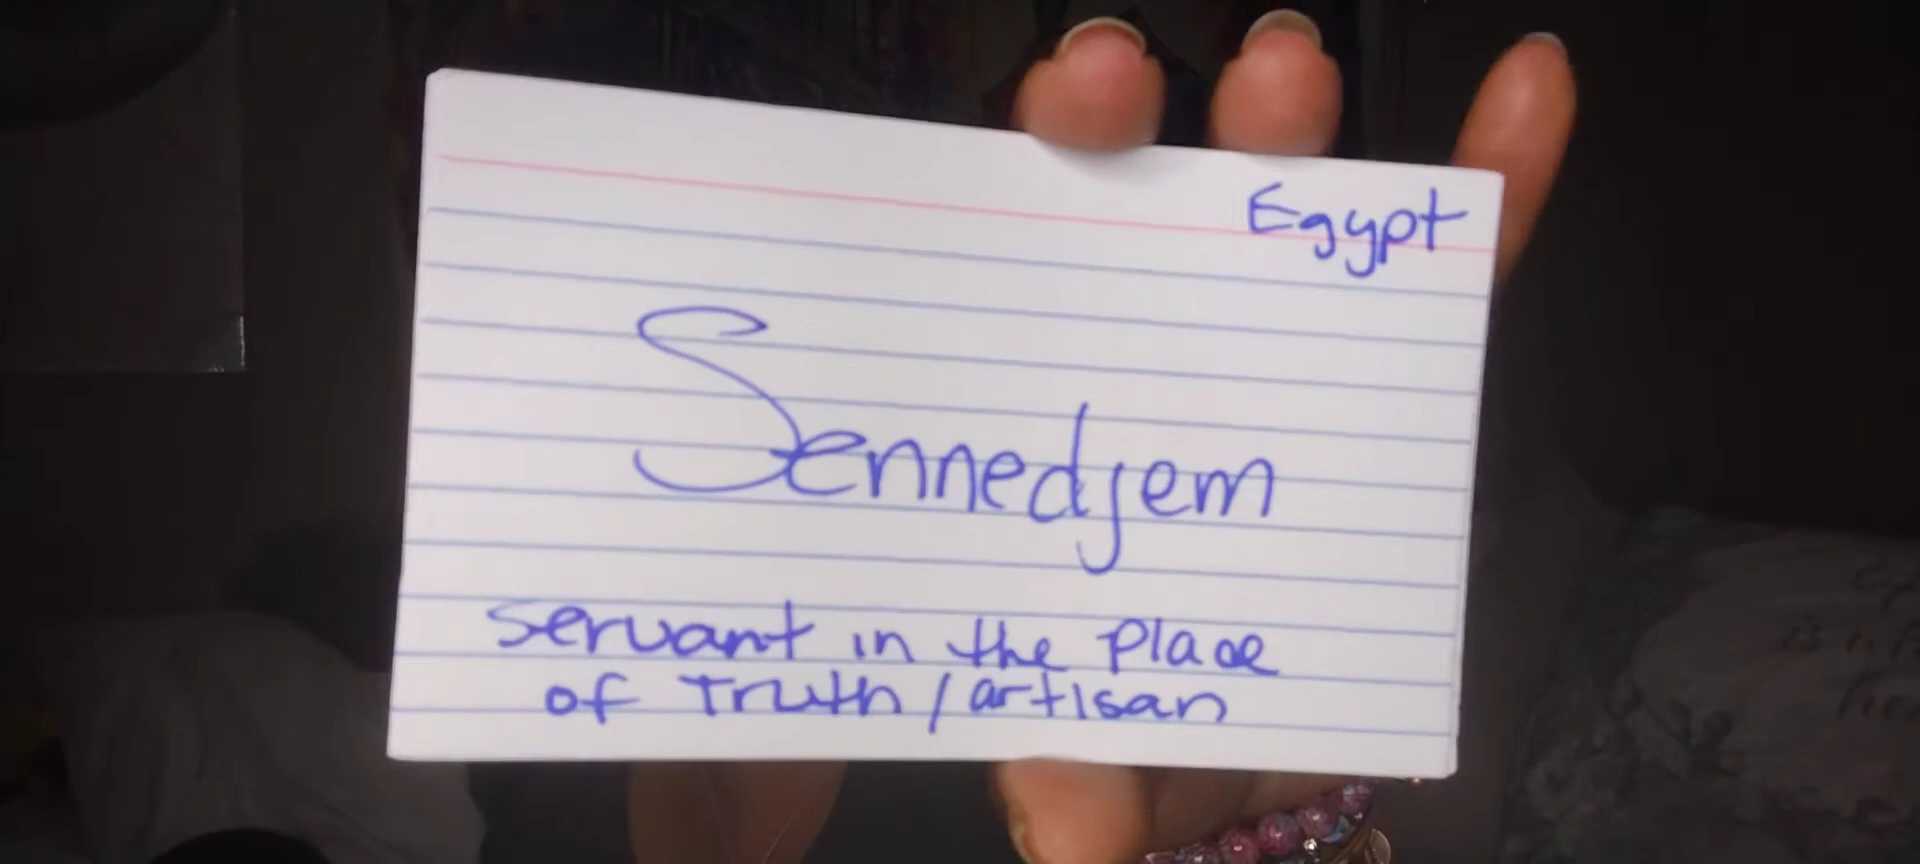 Egypt
Sennedjem
Servant in the Place
of Truth / artisan